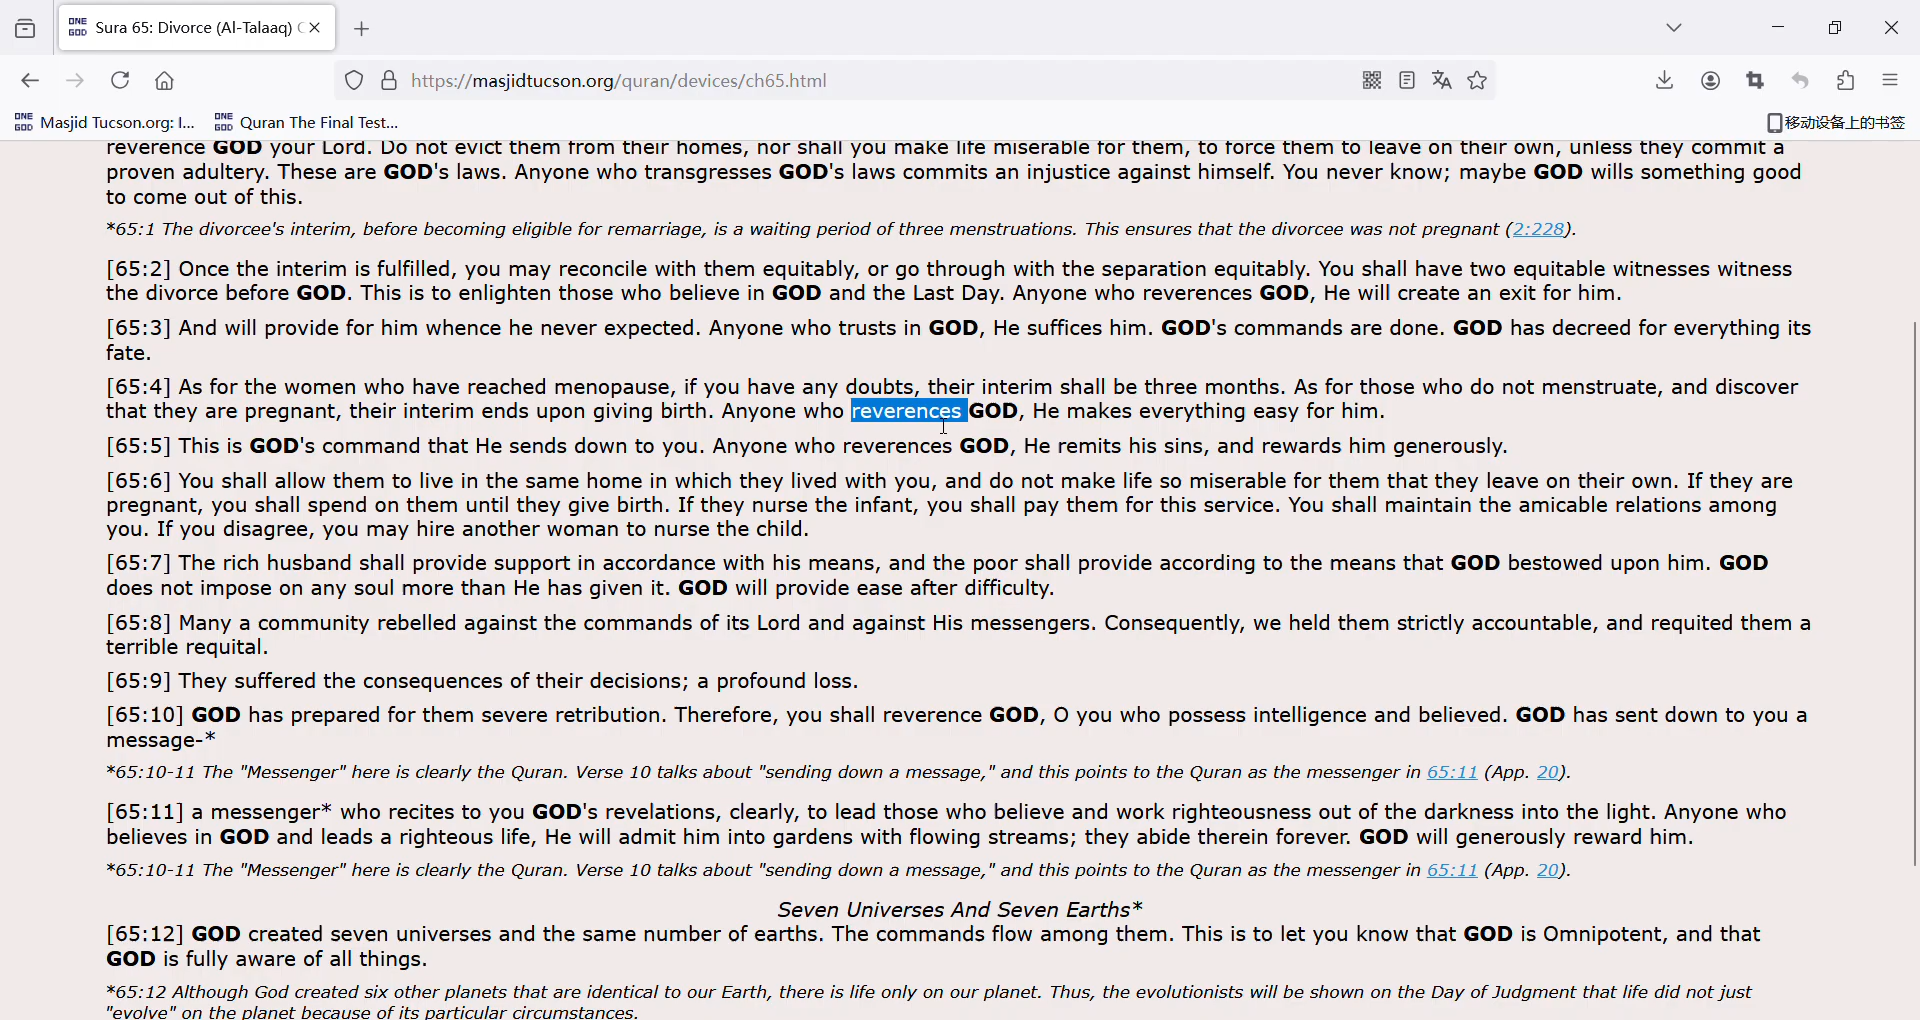 ONE GOD Sura 65: Divorce (Al-Talaaq)
https://masjidtucson.org/quran/devices/ch65.html
ONE GOD Masjid Tucson.org: I... ONE GOD Quran The Final Test... 移动设备上的书签
reverence GOD your Lord. Do not evict them from their homes, nor shall you make life miserable for them, to force them to leave on their own, unless they commit a
proven adultery. These are GOD's laws. Anyone who transgresses GOD's laws commits an injustice against himself. You never know; maybe GOD wills something good
to come out of this.
*65:1 The divorcee's interim, before becoming eligible for remarriage, is a waiting period of three menstruations. This ensures that the divorcee was not pregnant (2:228).
[65:2] Once the interim is fulfilled, you may reconcile with them equitably, or go through with the separation equitably. You shall have two equitable witnesses witness
the divorce before GOD. This is to enlighten those who believe in GOD and the Last Day. Anyone who reverences GOD, He will create an exit for him.
[65:3] And will provide for him whence he never expected. Anyone who trusts in GOD, He suffices him. GOD's commands are done. GOD has decreed for everything its
fate.
[65:4] As for the women who have reached menopause, if you have any doubts, their interim shall be three months. As for those who do not menstruate, and discover
that they are pregnant, their interim ends upon giving birth. Anyone who reverences GOD, He makes everything easy for him.
[65:5] This is GOD's command that He sends down to you. Anyone who reverences GOD, He remits his sins, and rewards him generously.
[65:6] You shall allow them to live in the same home in which they lived with you, and do not make life so miserable for them that they leave on their own. If they are
pregnant, you shall spend on them until they give birth. If they nurse the infant, you shall pay them for this service. You shall maintain the amicable relations among
you. If you disagree, you may hire another woman to nurse the child.
[65:7] The rich husband shall provide support in accordance with his means, and the poor shall provide according to the means that GOD bestowed upon him. GOD
does not impose on any soul more than He has given it. GOD will provide ease after difficulty.
[65:8] Many a community rebelled against the commands of its Lord and against His messengers. Consequently, we held them strictly accountable, and requited them a
terrible requital.
[65:9] They suffered the consequences of their decisions; a profound loss.
[65:10] GOD has prepared for them severe retribution. Therefore, you shall reverence GOD, O you who possess intelligence and believed. GOD has sent down to you a
message-*
*65:10-11 The "Messenger" here is clearly the Quran. Verse 10 talks about "sending down a message," and this points to the Quran as the messenger in 65:11 (App. 20).
[65:11] a messenger* who recites to you GOD's revelations, clearly, to lead those who believe and work righteousness out of the darkness into the light. Anyone who
believes in GOD and leads a righteous life, He will admit him into gardens with flowing streams; they abide therein forever. GOD will generously reward him.
*65:10-11 The "Messenger" here is clearly the Quran. Verse 10 talks about "sending down a message," and this points to the Quran as the messenger in 65:11 (App. 20).
Seven Universes And Seven Earths*
[65:12] GOD created seven universes and the same number of earths. The commands flow among them. This is to let you know that GOD is Omnipotent, and that
GOD is fully aware of all things.
*65:12 Although God created six other planets that are identical to our Earth, there is life only on our planet. Thus, the evolutionists will be shown on the Day of Judgment that life did not just
"evolve" on the planet because of its particular circumstances.